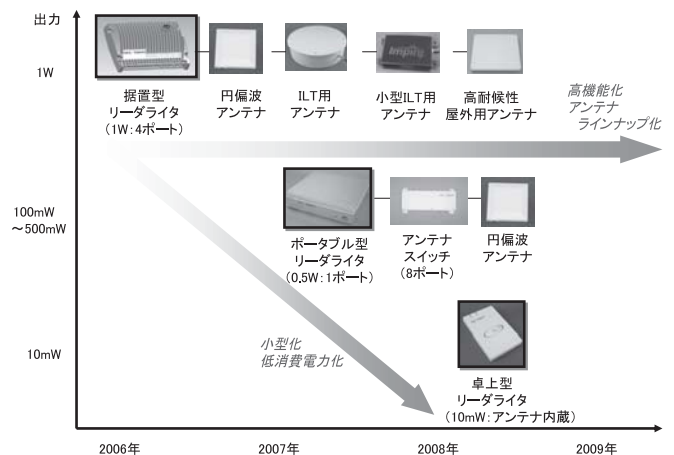 出力
1W
Impinj
据置型
リーダライタ
(1W:4ポート)
円偏波
アンテナ
ILT用
アンテナ
小型ILT用
アンテナ
高耐候性
屋外用アンテナ
高機能化
アンテナ
ラインナップ化
100mW
～500mW
ポータブル型
リーダライタ
(0.5W:1ポート)
アンテナ
スイッチ
(8ポート)
円偏波
アンテナ
10mW
小型化
低消費電力化
卓上型
リーダライタ
(10mW:アンテナ内蔵)
2006年
2007年
2008年
2009年